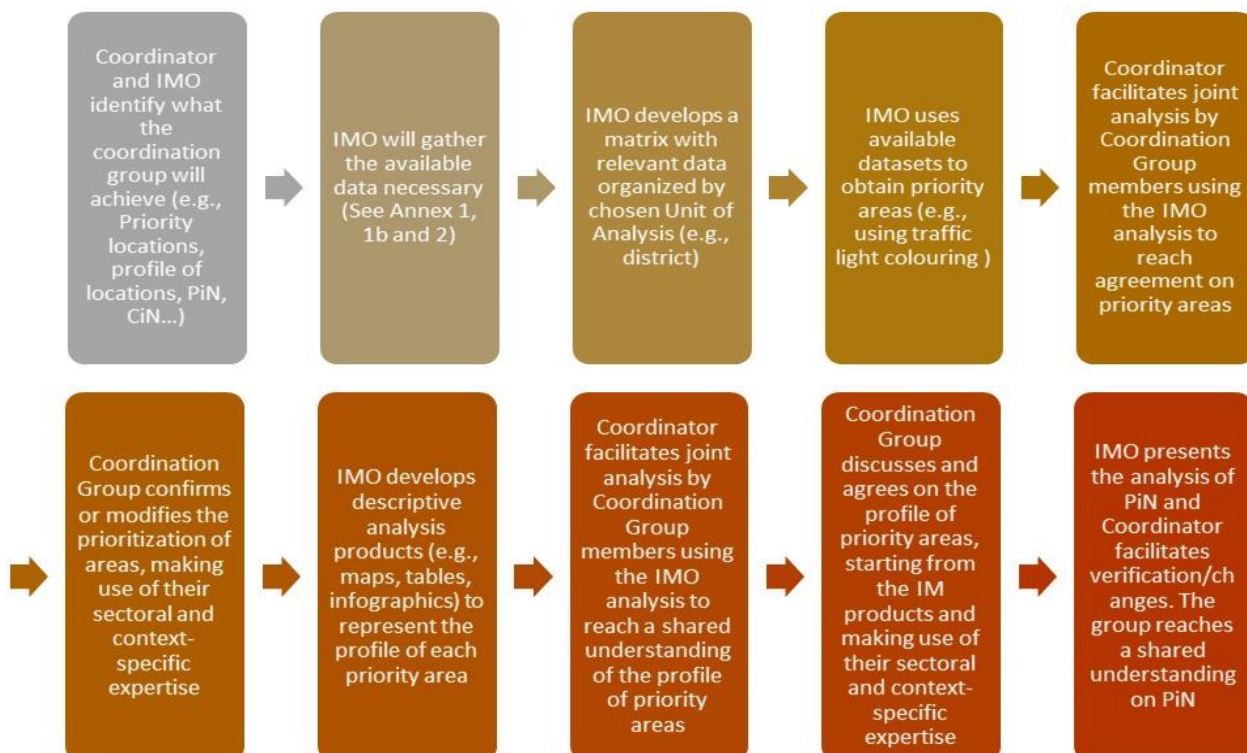 Coordinator
and IMO
identify what
the
coordination
group will
achieve (e.g.,
Priority
locations,
profile of
locations, PiN,
CiN...)
IMO will gather
the available
data necessary
(See Annex 1,
1b and 2)
IMO develops a
matrix with
relevant data
organized by
chosen Unit of
Analysis (e.g.,
district)
IMO uses
available
datasets to
obtain priority
areas (e.g.,
using traffic
light colouring )
Coordinator
facilitates joint
analysis by
Coordination
Group
members using
the IMO
analysis to
reach
agreement on
priority areas
Coordination
Group confirms
or modifies the
prioritization of
areas, making
use of their
sectoral and
context-
specific
expertise
IMO develops
descriptive
analysis
products (e.g.,
maps, tables,
infographics) to
represent the
profile of each
priority area
Coordinator
facilitates joint
analysis by
Coordination
Group
members using
the IMO
analysis to
reach a shared
understanding
of the profile
of priority
areas
Coordination
Group
discusses and
agrees on the
profile of
priority areas,
starting from
the IM
products and
making use of
their sectoral
and context-
specific
expertise
IMO presents
the analysis of
PiN and
Coordinator
facilitates
verification/ch
anges. The
group reaches
a shared
understanding
on PiN